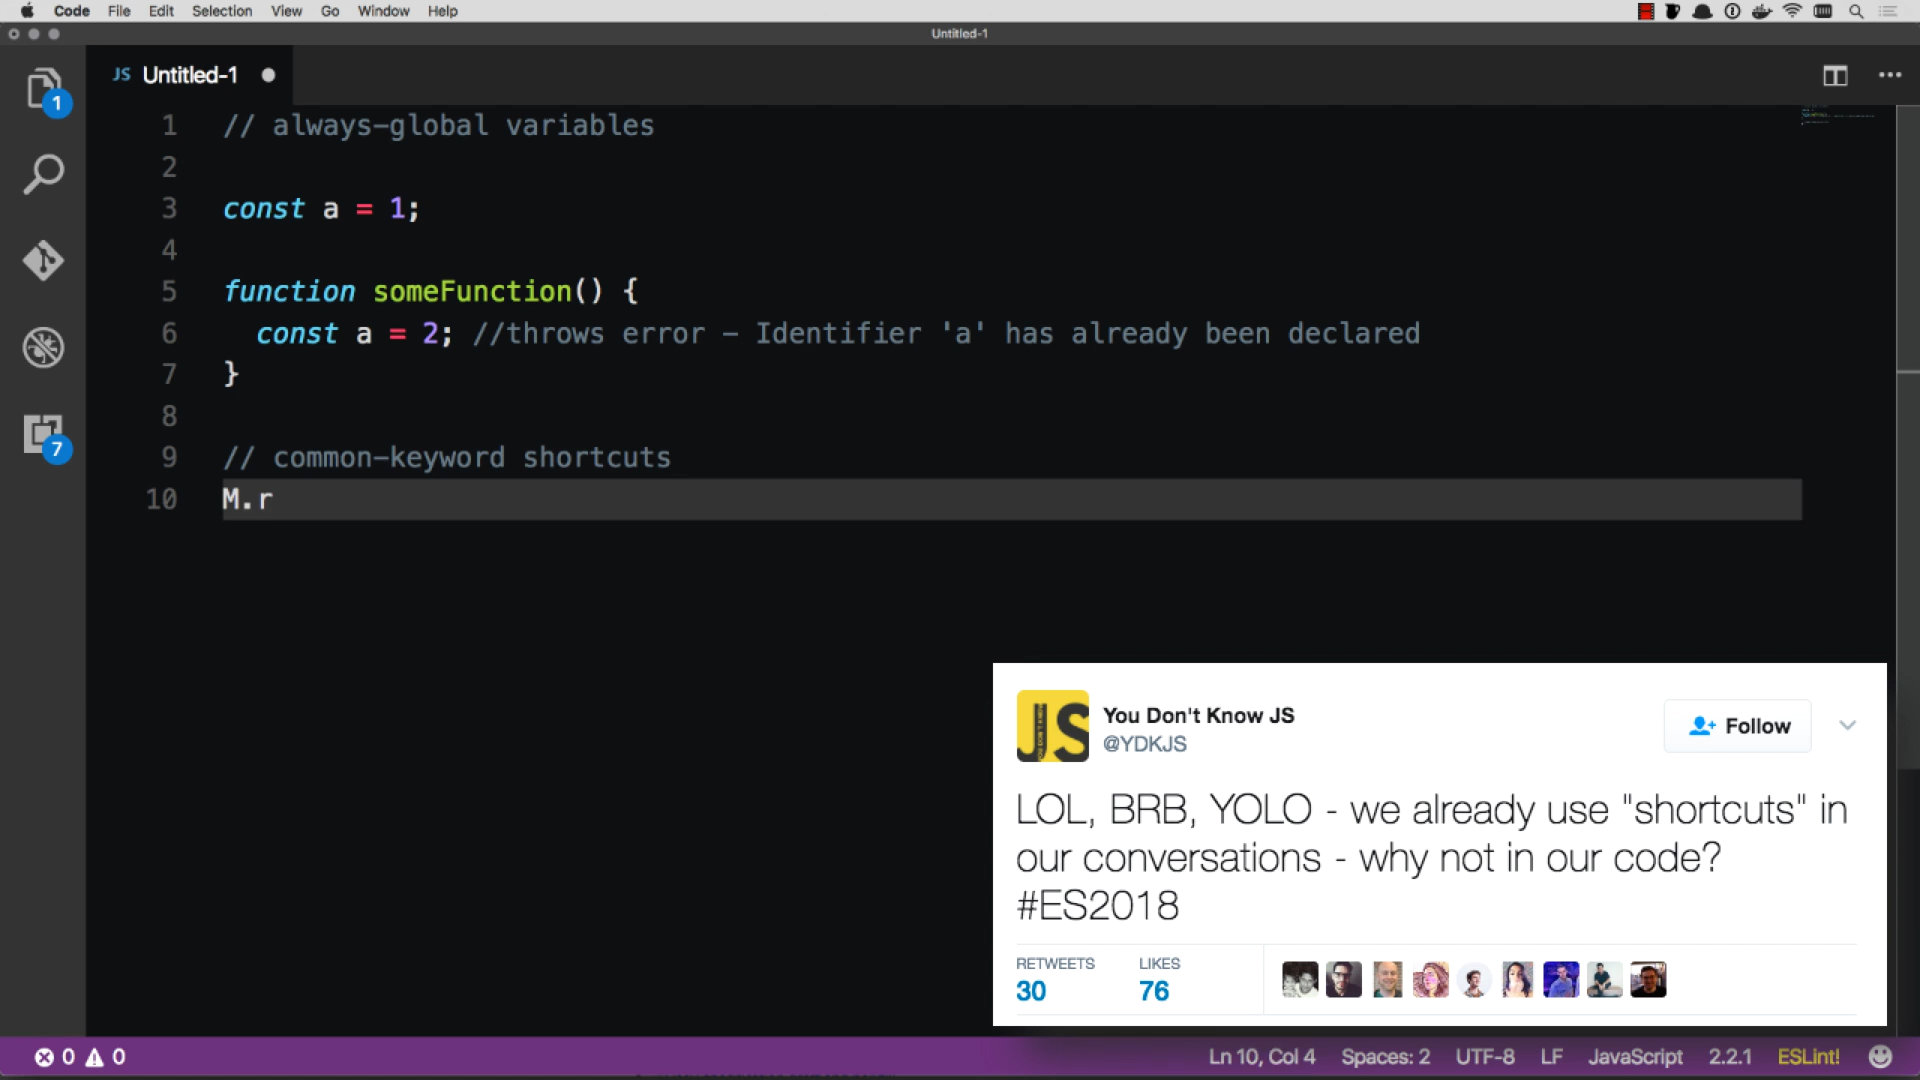 Code File Edit Selection View Go Window Help
Untitled-1
JS Untitled-1
1 // always-global variables
2
3 const a = 1;
4
5 function someFunction() {
6 const a = 2; //throws error - Identifier 'a' has already been declared
7 }
8
9 // common-keyword shortcuts
10 M.r
1
7
JS
You Don't Know JS
@YDKJS
Follow
LOL, BRB, YOLO - we already use "shortcuts" in
our conversations - why not in our code?
#ES2018
RETWEETS LIKES
30 76
0 0 Ln 10, Col 4 Spaces: 2 UTF-8 LF JavaScript 2.2.1 ESLint!